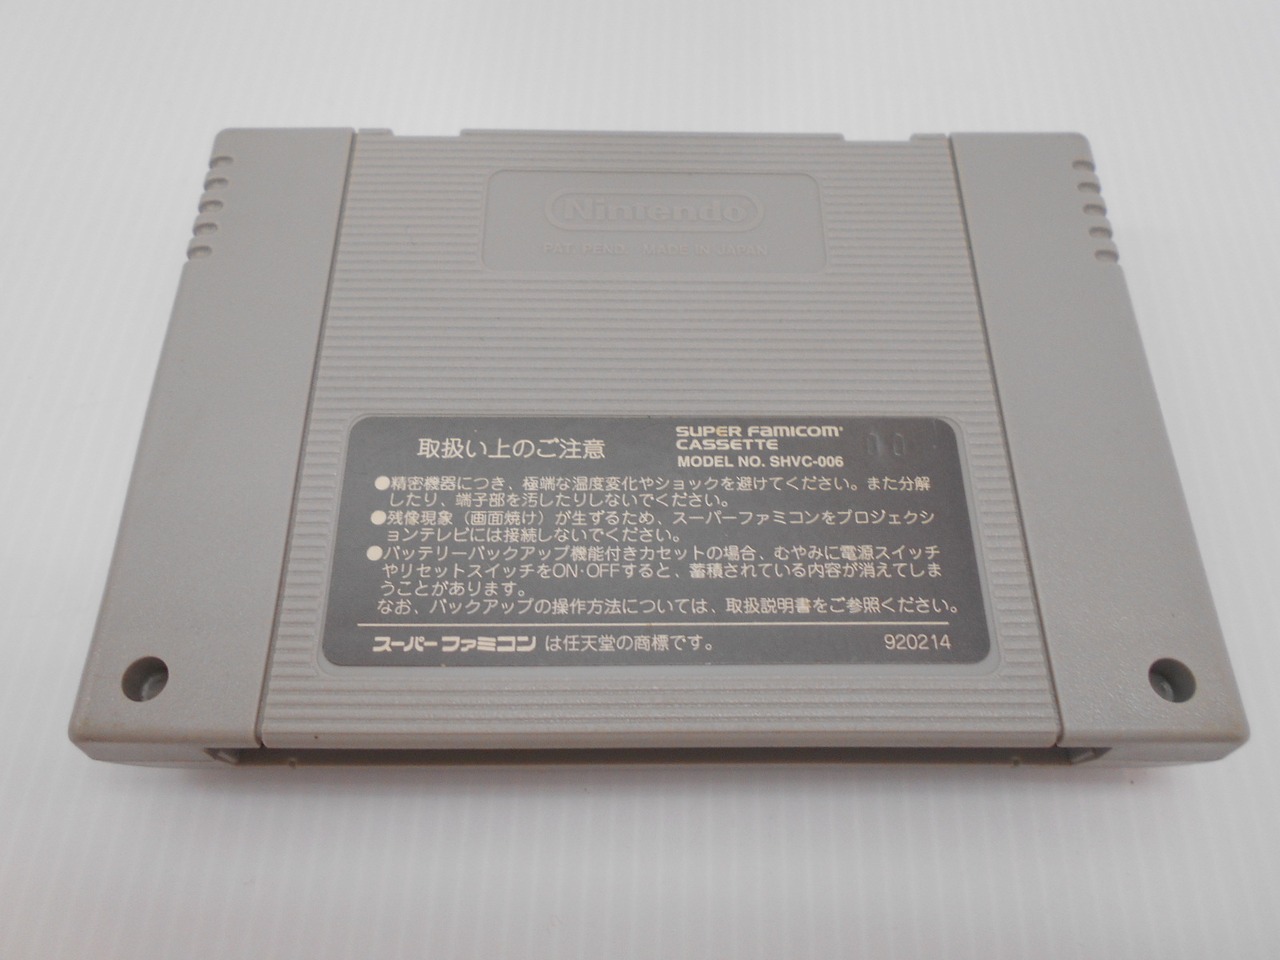 Nintendo
PAT. PEND. MADE IN JAPAN
取扱い上のご注意
SUPER FAMICOM
CASSETTE
MODEL NO. SHVC-006
00
●精密機器につき、極端な温度変化やショックを避けてください。また分解
したり、端子部を汚したりしないでください。
●残像現象（画面焼け）が生ずるため、スーパーファミコンをプロジェクシ
ョンテレビには接続しないでください。
●バッテリーバックアップ機能付きカセットの場合、むやみに電源スイッチ
やリセットスイッチをON・OFFすると、蓄積されている内容が消えてしま
うことがあります。
なお、バックアップの操作方法については、取扱説明書をご参照ください。
スーパーファミコン は任天堂の商標です。
920214